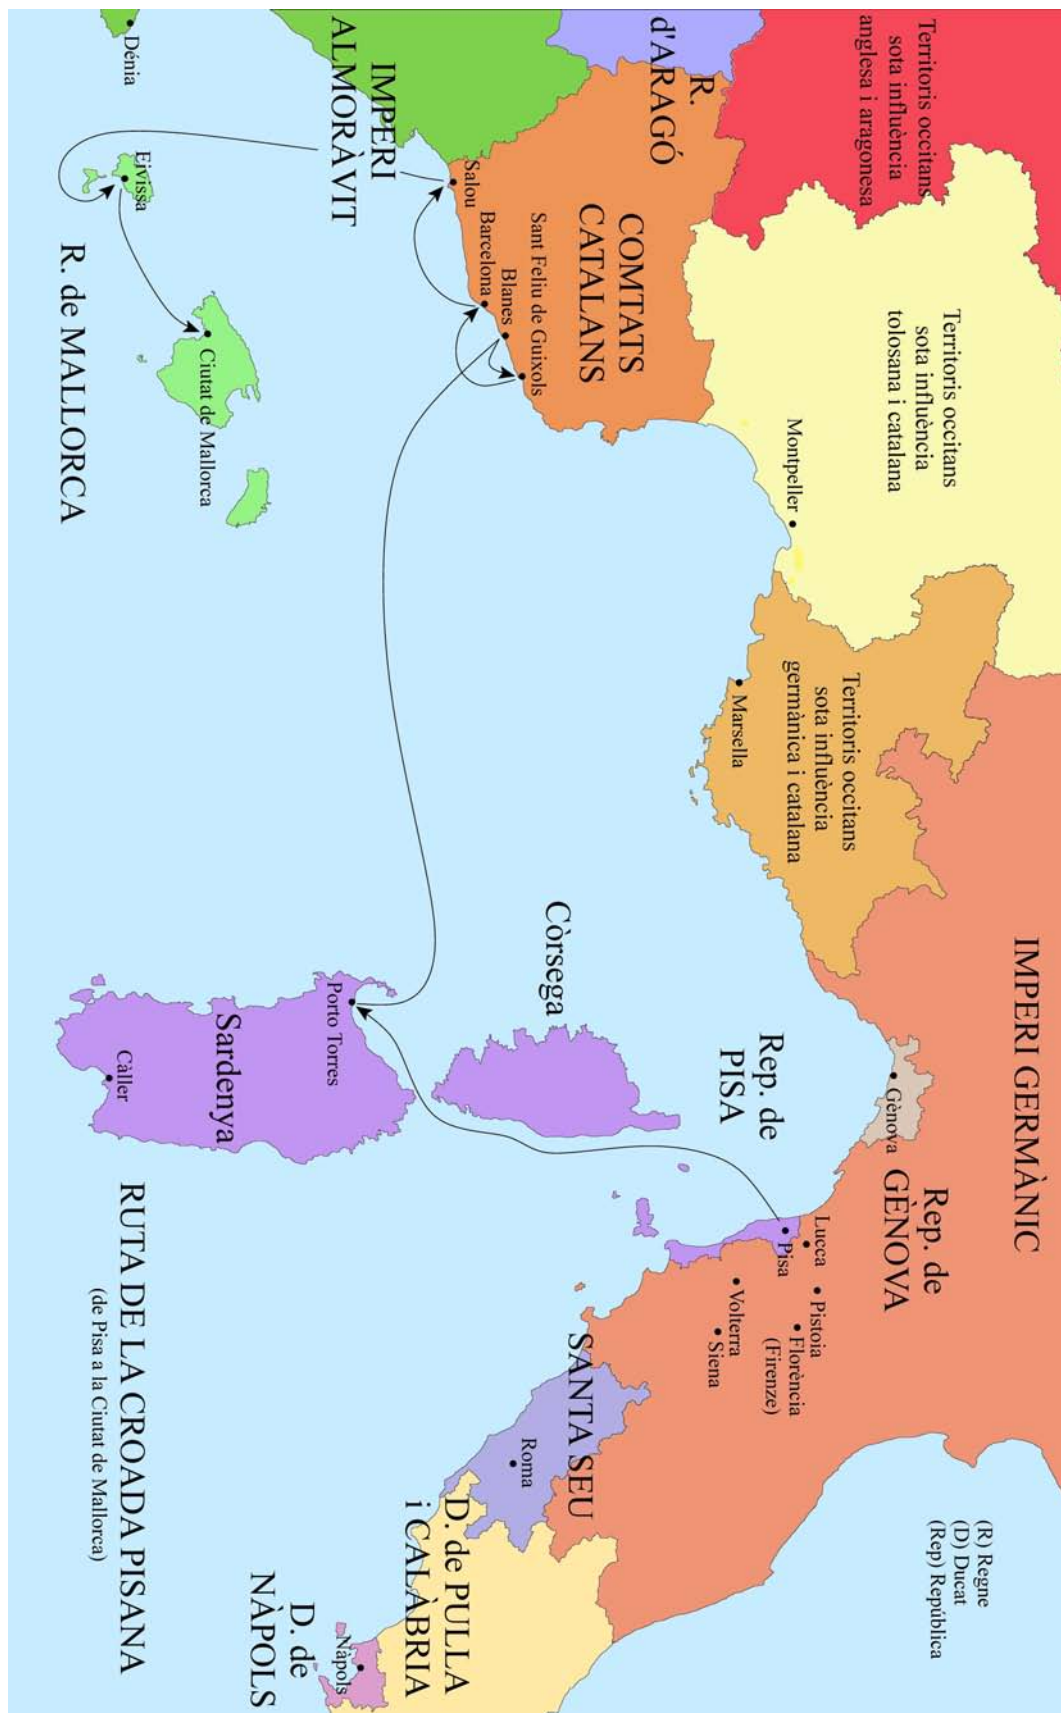 Territoris occitans
sota influència
anglesa i aragonesa
Territoris occitans
sota influència
tolosana i catalana
IMPERI GERMÀNIC
(R) Regne
(D) Ducat
(Rep) República
R.
d'ARAGÓ
COMTATS
CATALANS
Montpeller
Territoris occitans
sota influència
germànica i catalana
Marsella
Gènova
Rep. de
GÈNOVA
Rep. de
PISA
Lucca
Pisa
Pistoia
Florència
(Firenze)
Volterra
Siena
IMPERI
ALMORÀVIT
Salou
Barcelona
Blanes
Sant Feliu de Guíxols
Còrsega
SANTA SEU
Roma
D. de PULLA
i CALÀBRIA
Dénia
Eivissa
Ciutat de Mallorca
R. de MALLORCA
Porto Torres
Sardenya
Càller
D. de
NÀPOLS
Nàpols
RUTA DE LA CROADA PISANA
(de Pisa a la Ciutat de Mallorca)